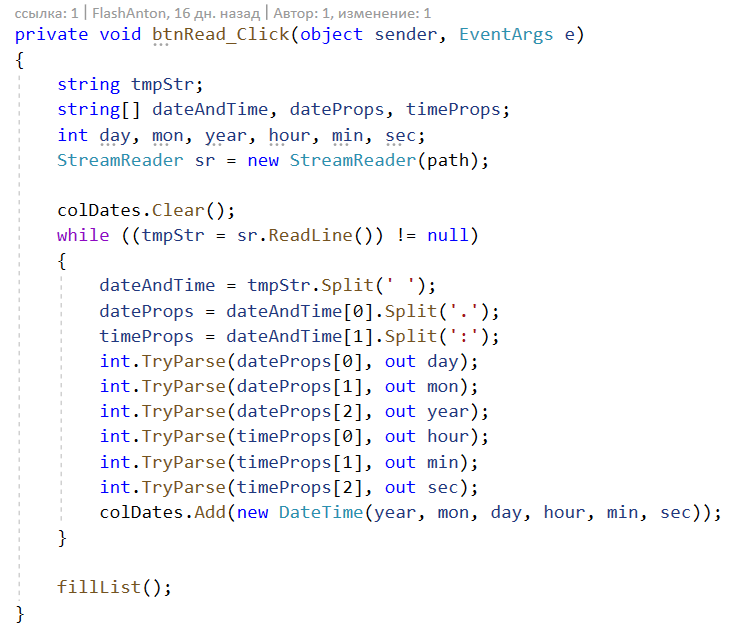 ссылка: 1 | FlashAnton, 16 дн. назад | Автор: 1, изменение: 1
private void btnRead_Click(object sender, EventArgs e)
{
    string tmpStr;
    string[] dateAndTime, dateProps, timeProps;
    int day, mon, year, hour, min, sec;
    StreamReader sr = new StreamReader(path);

    colDates.Clear();
    while ((tmpStr = sr.ReadLine()) != null)
    {
        dateAndTime = tmpStr.Split(' ');
        dateProps = dateAndTime[0].Split('.');
        timeProps = dateAndTime[1].Split(':');
        int.TryParse(dateProps[0], out day);
        int.TryParse(dateProps[1], out mon);
        int.TryParse(dateProps[2], out year);
        int.TryParse(timeProps[0], out hour);
        int.TryParse(timeProps[1], out min);
        int.TryParse(timeProps[2], out sec);
        colDates.Add(new DateTime(year, mon, day, hour, min, sec));
    }

    fillList();
}